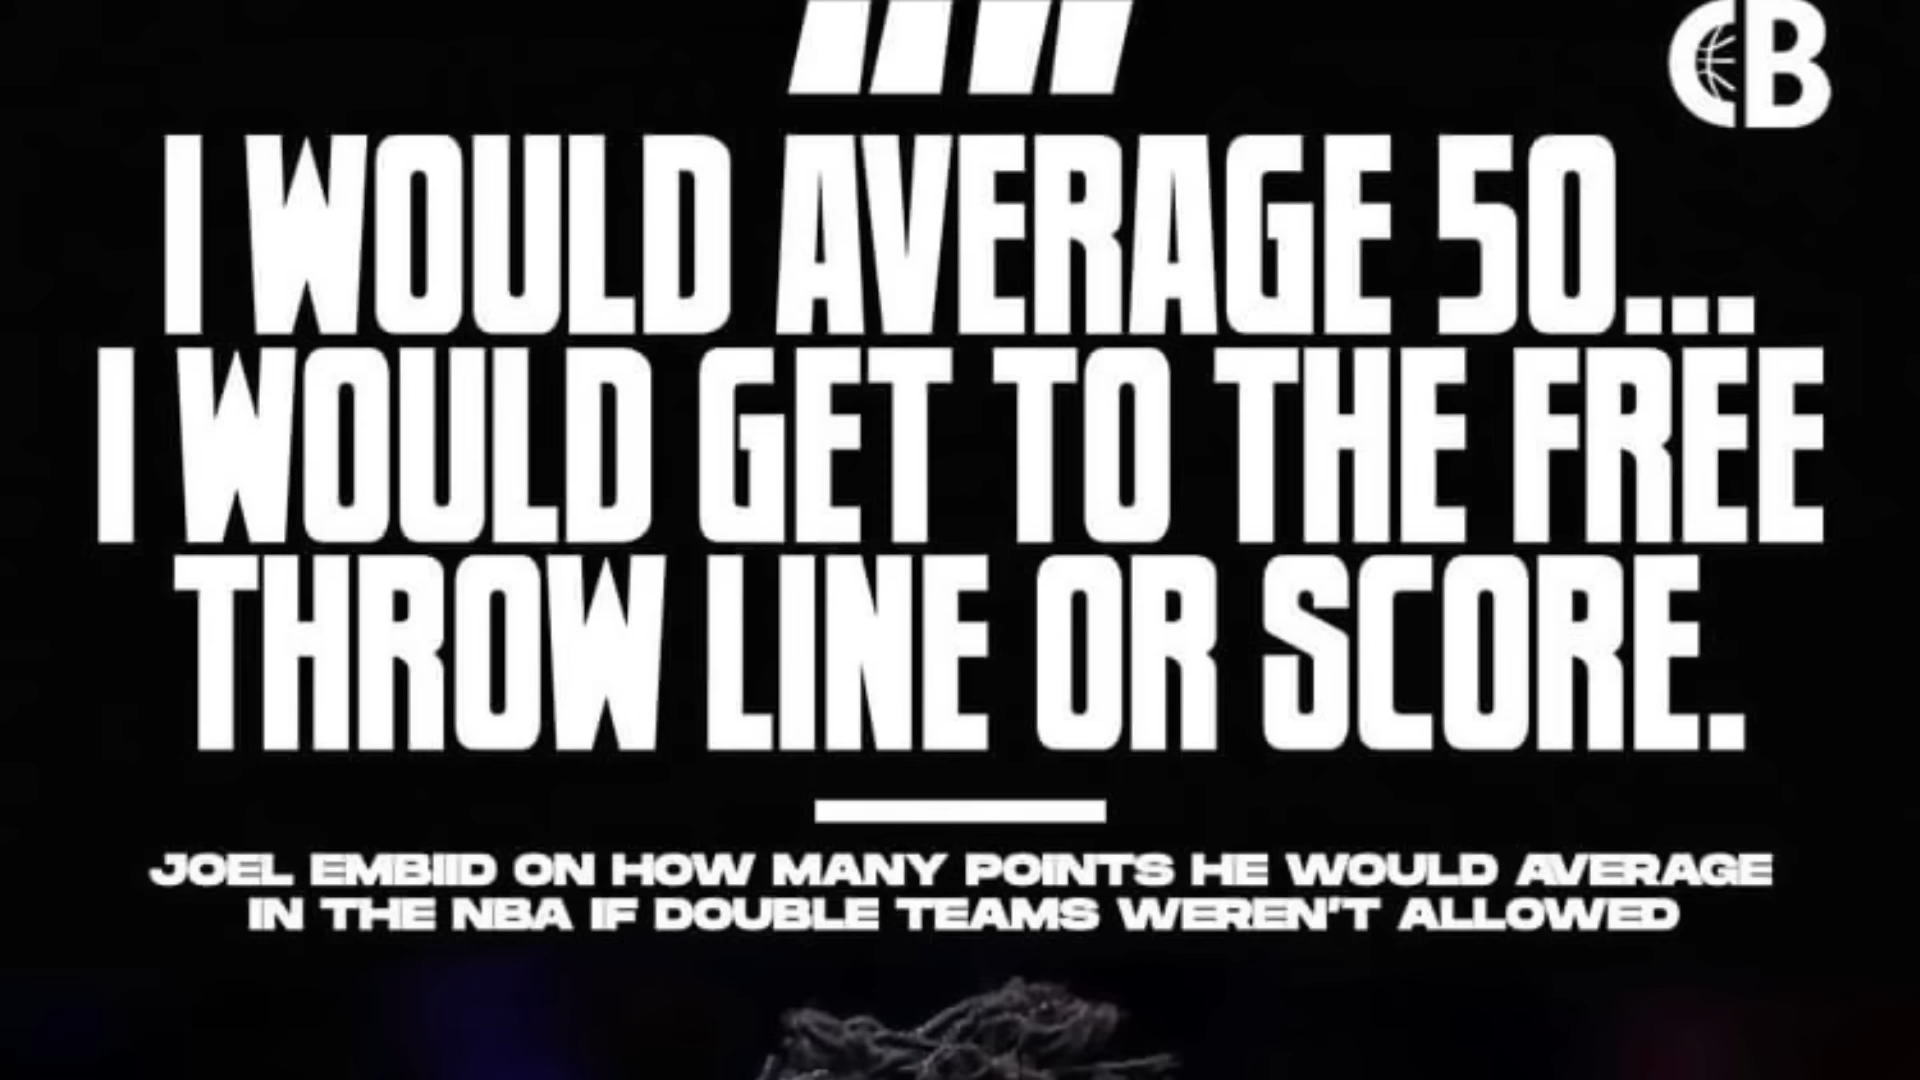 CB
I WOULD AVERAGE 50...
I WOULD GET TO THE FREE
THROW LINE OR SCORE.
JOEL EMBIID ON HOW MANY POINTS HE WOULD AVERAGE
IN THE NBA IF DOUBLE TEAMS WEREN'T ALLOWED